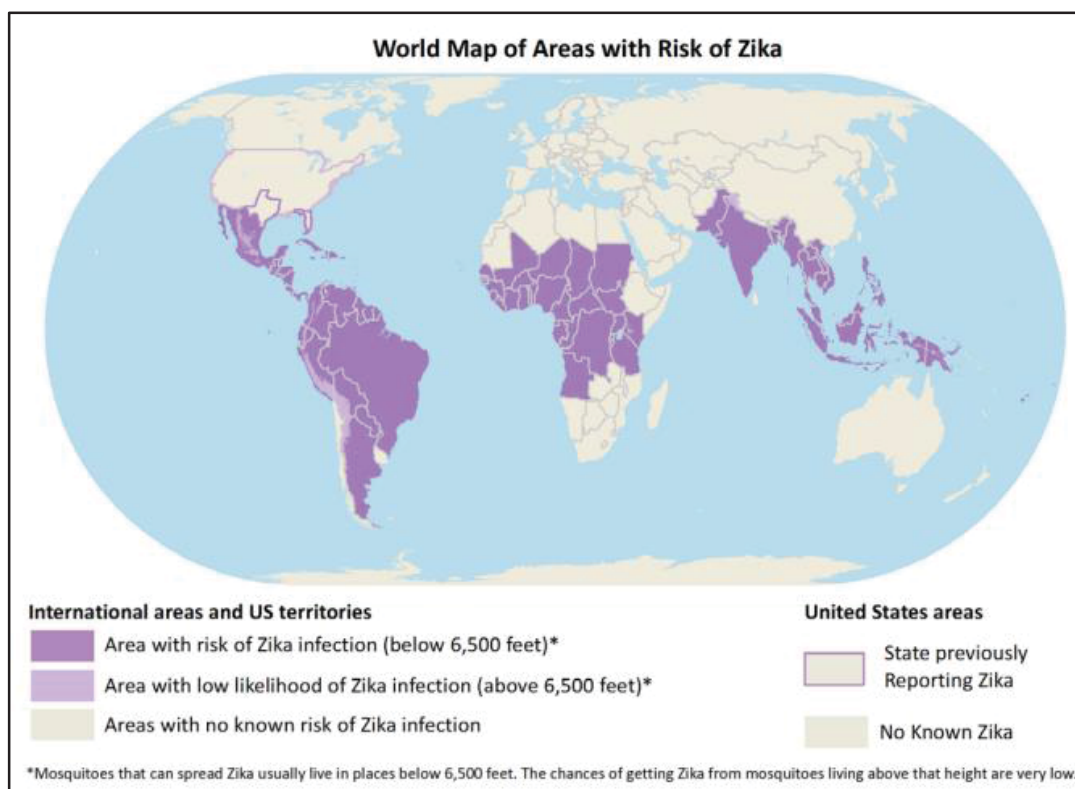 World Map of Areas with Risk of Zika
International areas and US territories
Area with risk of Zika infection (below 6,500 feet)*
Area with low likelihood of Zika infection (above 6,500 feet)*
Areas with no known risk of Zika infection
United States areas
State previously
Reporting Zika
No Known Zika
*Mosquitoes that can spread Zika usually live in places below 6,500 feet. The chances of getting Zika from mosquitoes living above that height are very low.